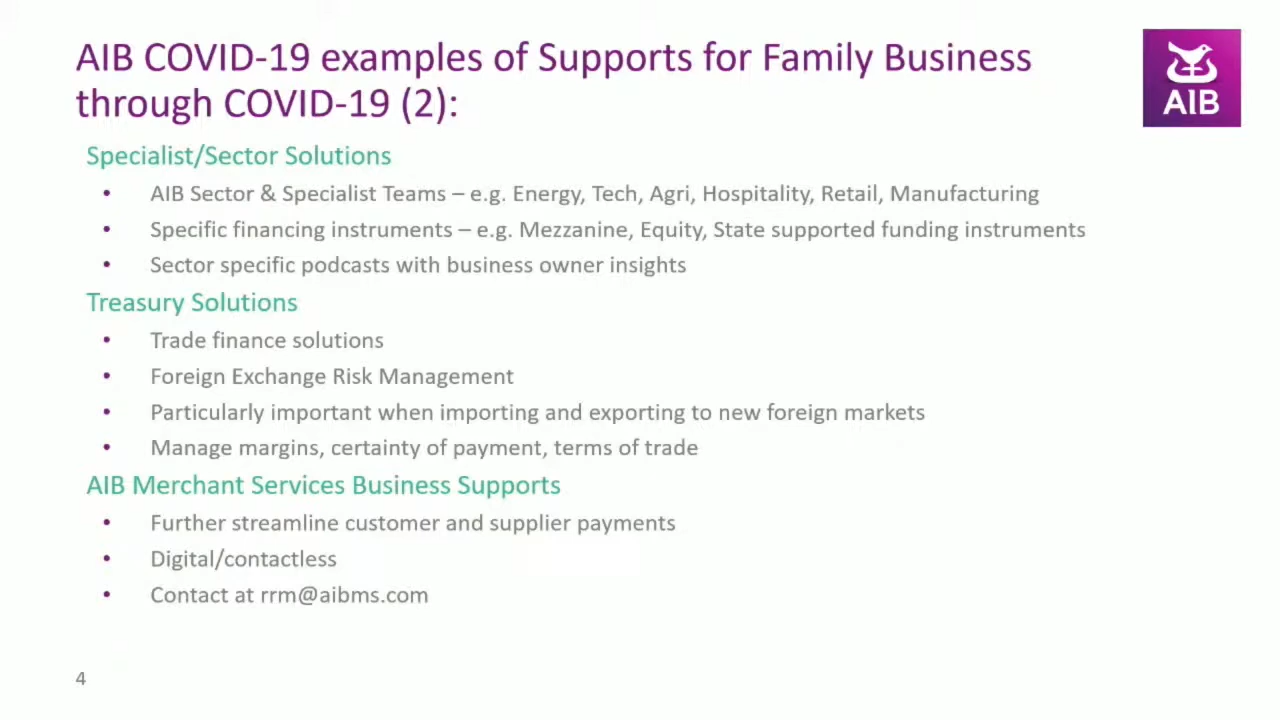 AIB COVID-19 examples of Supports for Family Business
through COVID-19 (2):
AIB
Specialist/Sector Solutions
• AIB Sector & Specialist Teams – e.g. Energy, Tech, Agri, Hospitality, Retail, Manufacturing
• Specific financing instruments – e.g. Mezzanine, Equity, State supported funding instruments
• Sector specific podcasts with business owner insights
Treasury Solutions
• Trade finance solutions
• Foreign Exchange Risk Management
• Particularly important when importing and exporting to new foreign markets
• Manage margins, certainty of payment, terms of trade
AIB Merchant Services Business Supports
• Further streamline customer and supplier payments
• Digital/contactless
• Contact at rrm@aibms.com
4